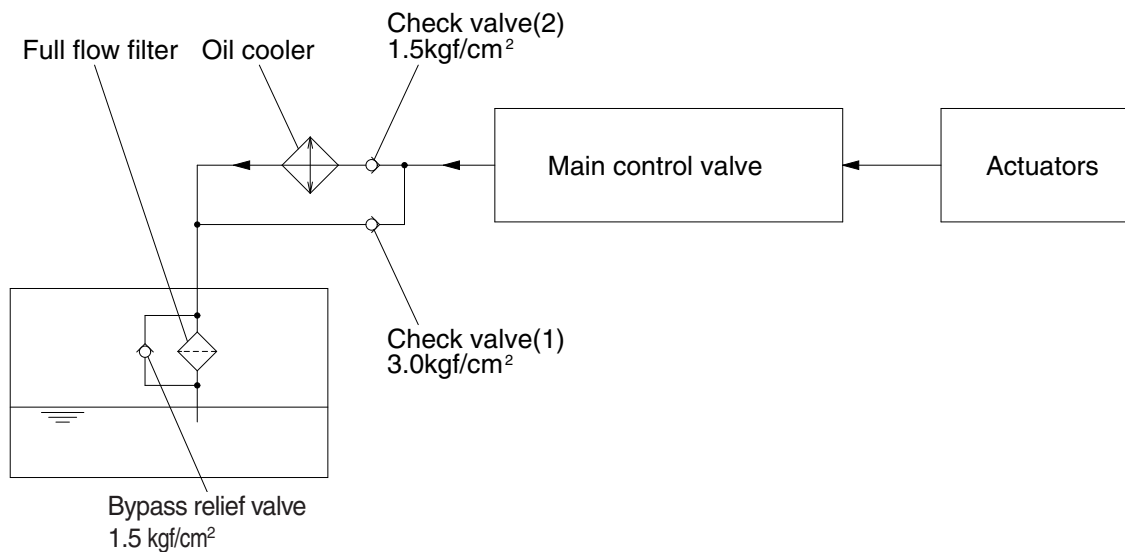 Check valve(2)
1.5kgf/cm²
Full flow filter
Oil cooler
Main control valve
Actuators
Check valve(1)
3.0kgf/cm²
Bypass relief valve
1.5 kgf/cm²